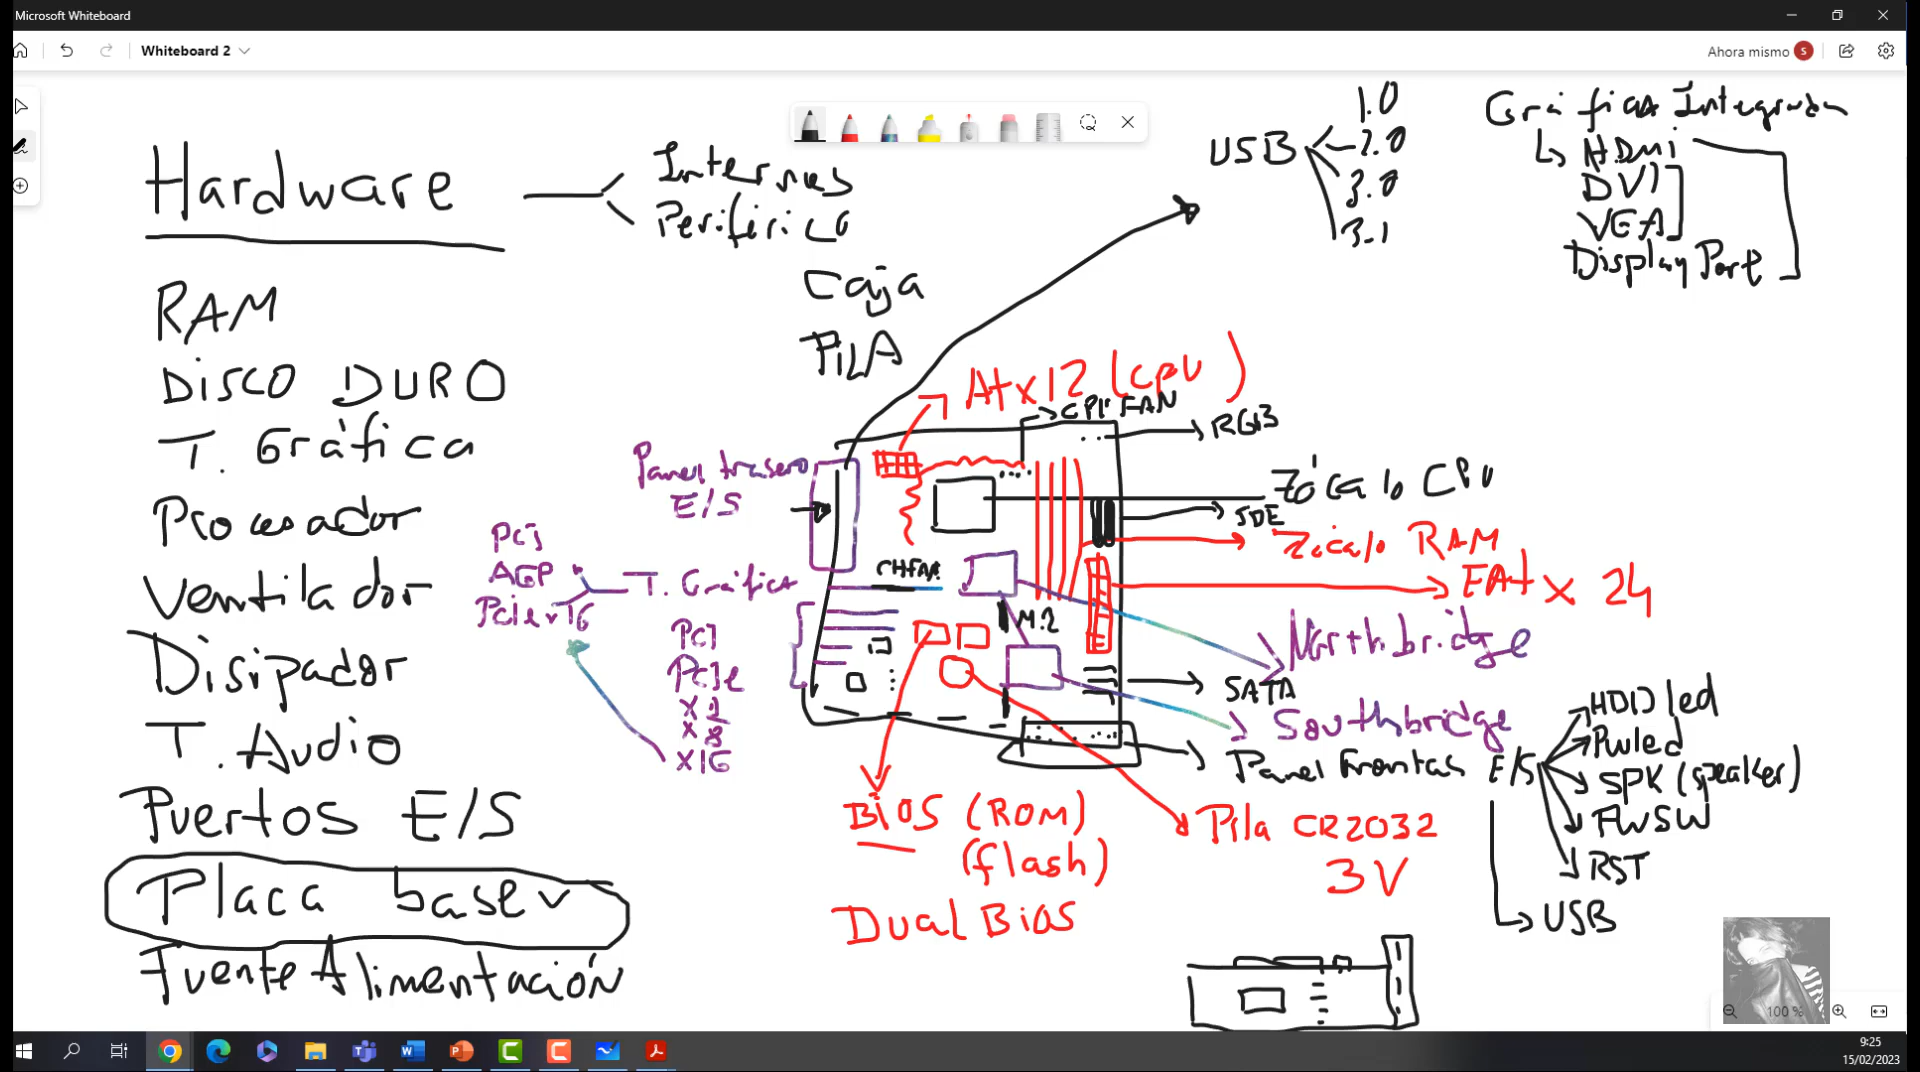 Microsoft Whiteboard
Whiteboard 2
Ahora mismo
S
Hardware
Internas
Periférico
Caja
PILA
USB
1.0
2.0
3.0
3.1
Gráficas Integradas
HDMI
DVI
VGA
Display Port
RAM
DISCO DURO
T. Gráfica
Procesador
Ventilador
Disipador
T. Audio
Puertos E/S
Placa base
Fuente Alimentación
Atx12 (CPU)
CPU FAN
RGB
Panel trasero
E/S
Zócalo CPU
IDE
Zócalo RAM
EAtx 24
PCI
AGP
PCIe x16
T. Gráfica
CHFAN
M.2
Northbridge
PCI
PCIe
X2
X8
X16
SATA
Southbridge
Panel Frontal E/S
HDD led
Pwled
SPK (speaker)
PWSW
RST
USB
BiOS (ROM)
(flash)
Dual BiOS
Pila CR2032
3V
100 %
9:25
15/02/2023